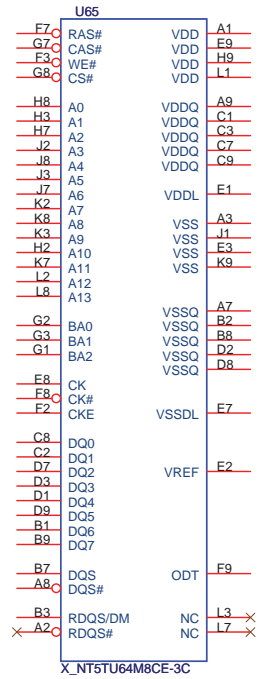 U65
F7 RAS# VDD A1
G7 CAS# VDD E9
F3 WE# VDD H9
G8 CS# VDD L1
H8 A0 VDDQ A9
H3 A1 VDDQ C1
H7 A2 VDDQ C3
J2 A3 VDDQ C7
J8 A4 VDDQ C9
J3 A5
J7 A6 VDDL E1
K2 A7
K8 A8 VSS A3
K3 A9 VSS J1
H2 A10 VSS E3
K7 A11 VSS K9
L2 A12
L8 A13
VSSQ A7
G2 BA0 VSSQ B2
G3 BA1 VSSQ B8
G1 BA2 VSSQ D2
VSSQ D8
E8 CK
F8 CK#
F2 CKE VSSDL E7
C8 DQ0
C2 DQ1
D7 DQ2 VREF E2
D3 DQ3
D1 DQ4
D9 DQ5
B1 DQ6
B9 DQ7
B7 DQS ODT F9
A8 DQS#
B3 RDQS/DM NC L3
A2 RDQS# NC L7
X_NT5TU64M8CE-3C